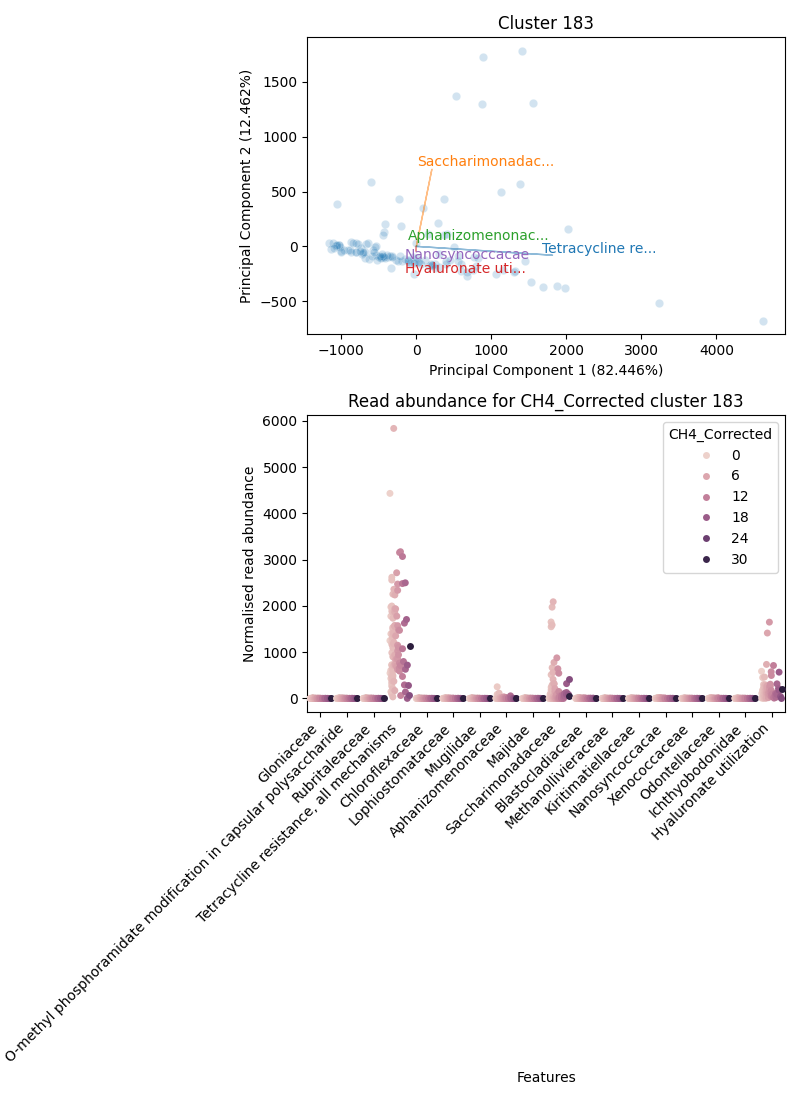 Cluster 183
Principal Component 2 (12.462%)
1500
1000
500
0
−500
Saccharimonadac...
Aphanizomenonac...
Tetracycline re...
Nanosyncoccacae
Hyaluronate uti...
−1000
0
1000
2000
3000
4000
Principal Component 1 (82.446%)
Read abundance for CH4_Corrected cluster 183
Normalised read abundance
6000
5000
4000
3000
2000
1000
0
CH4_Corrected
0
6
12
18
24
30
Gloniaceae
O-methyl phosphoramidate modification in capsular polysaccharide
Rubritaleaceae
Tetracycline resistance, all mechanisms
Chloroflexaceae
Lophiostomataceae
Mugilidae
Aphanizomenonaceae
Majidae
Saccharimonadaceae
Blastocladiaceae
Methanollivieraceae
Kiritimatiellaceae
Nanosyncoccacae
Xenococcaceae
Odontellaceae
Ichthyobodonidae
Hyaluronate utilization
Features